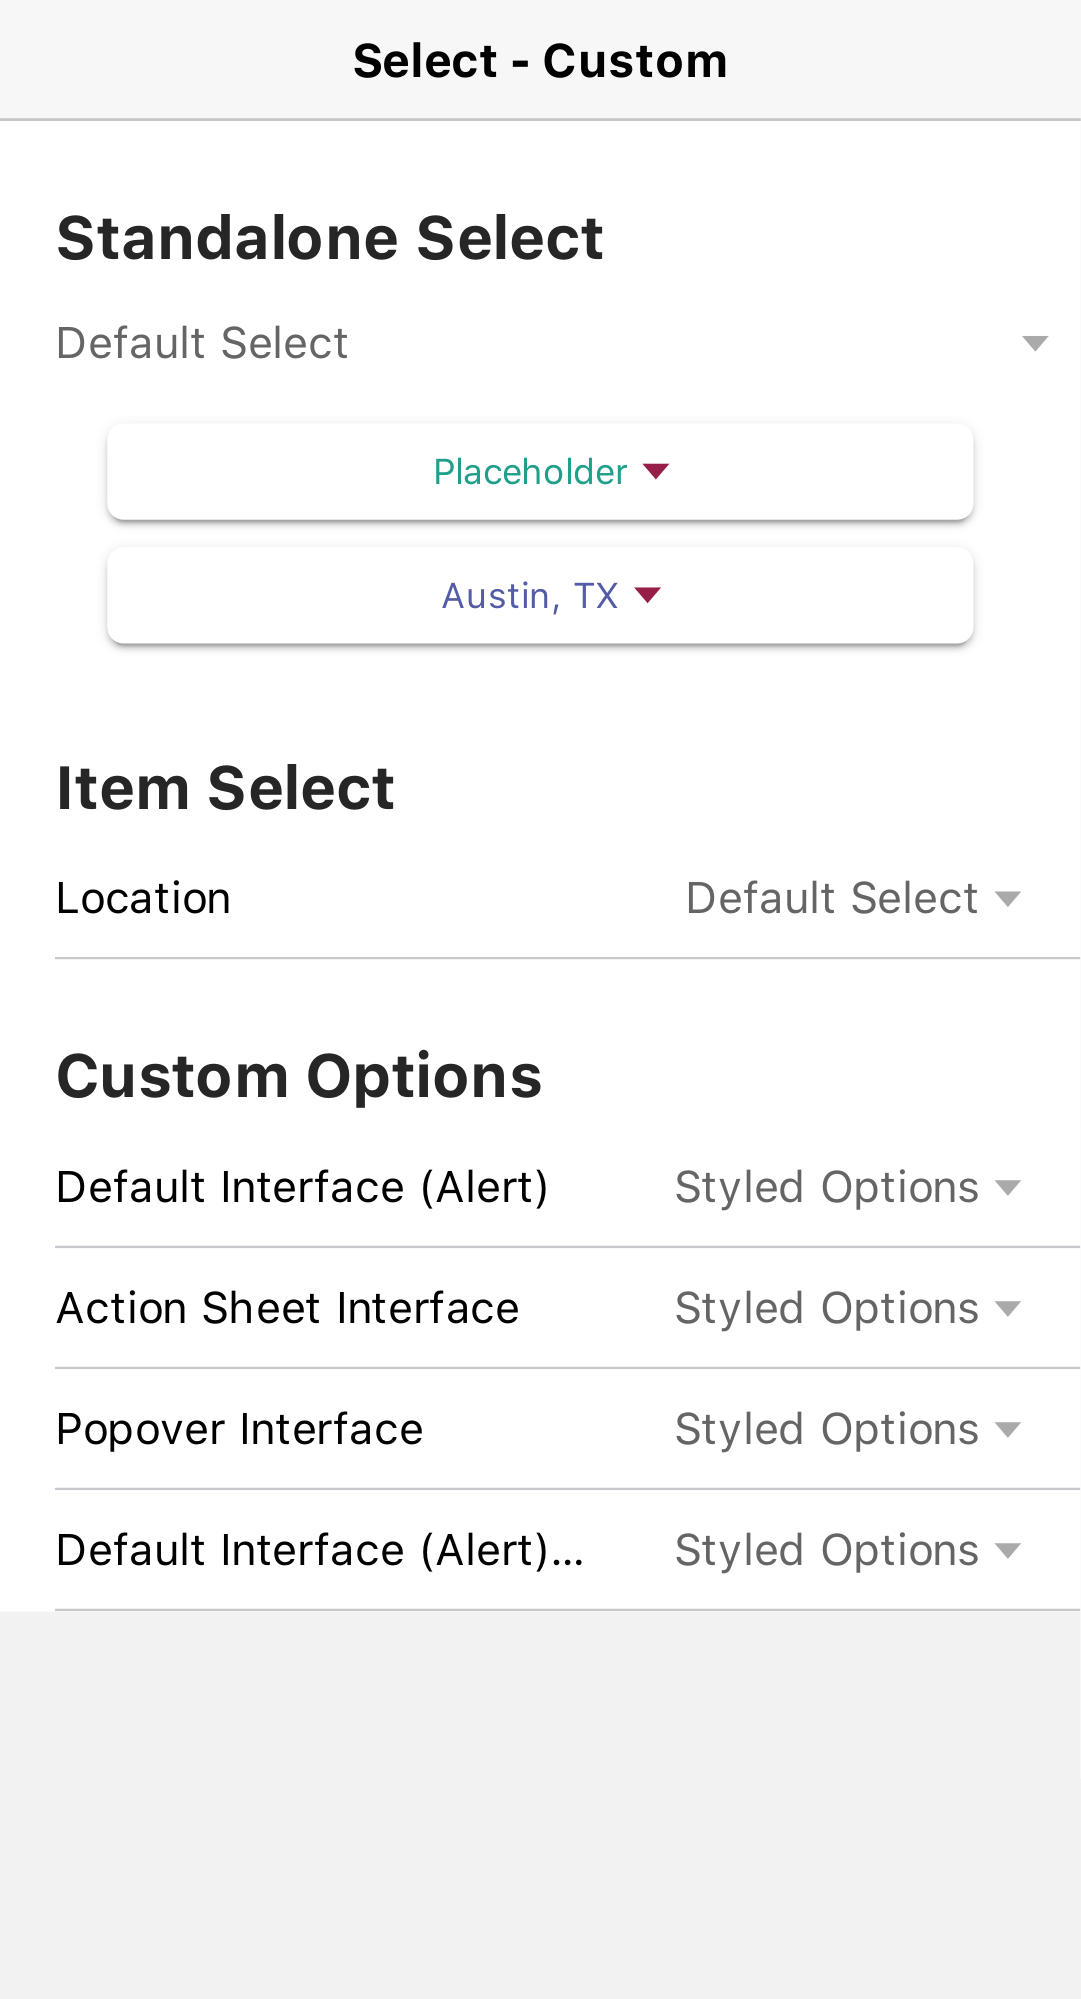 Select - Custom
Standalone Select
Default Select
Placeholder
Austin, TX
Item Select
Location Default Select
Custom Options
Default Interface (Alert) Styled Options
Action Sheet Interface Styled Options
Popover Interface Styled Options
Default Interface (Alert)... Styled Options